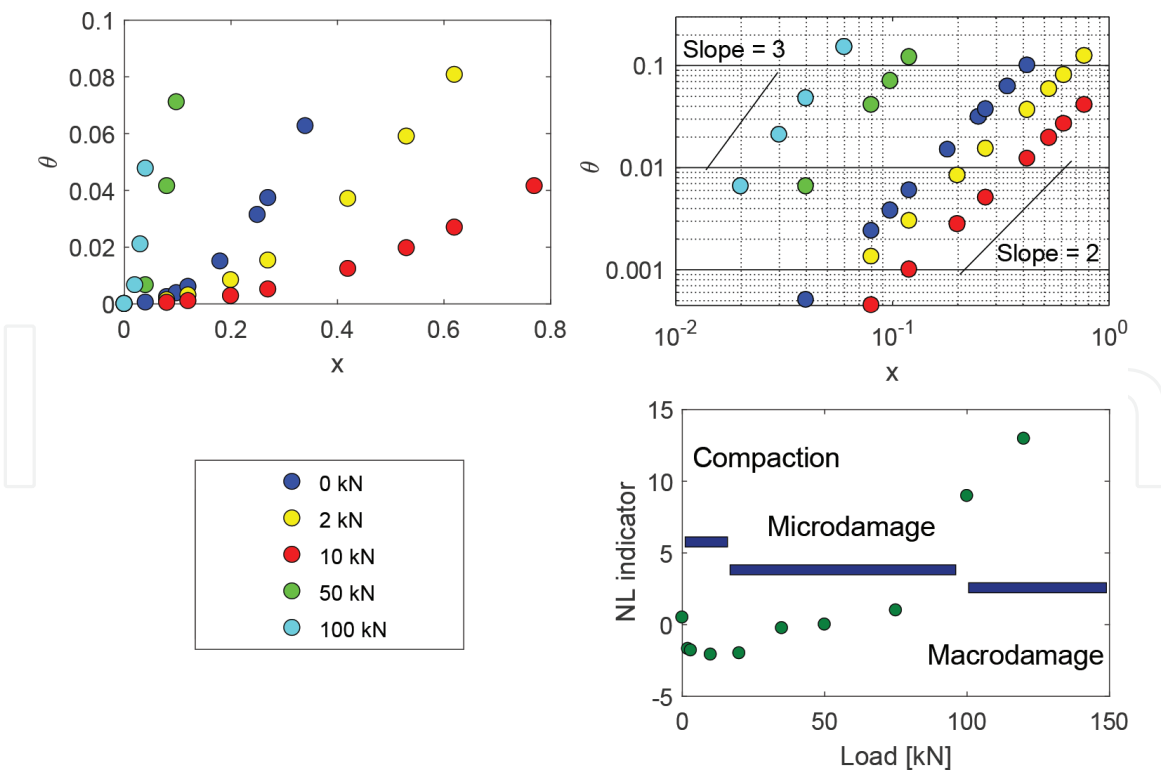 0.1
0.08
0.06
0.04
0.02
0
θ
0 0.2 0.4 0.6 0.8
x
Slope = 3
0.1
0.01
0.001
θ
Slope = 2
10-2 10-1 100
x
0 kN
2 kN
10 kN
50 kN
100 kN
15
10
5
0
-5
NL indicator
Compaction
Microdamage
Macrodamage
0 50 100 150
Load [kN]